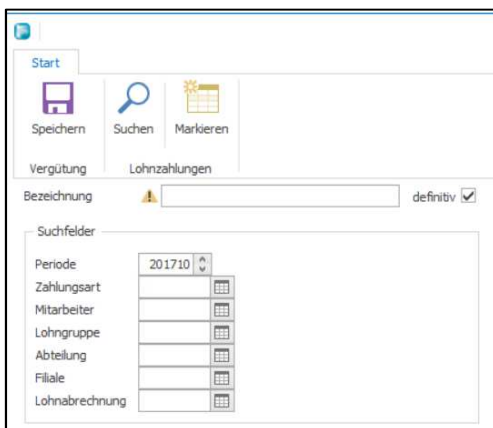 Start
Speichern Suchen Markieren
Vergütung Lohnzahlungen
Bezeichnung definitiv
Suchfelder
Periode 201710
Zahlungsart
Mitarbeiter
Lohngruppe
Abteilung
Filiale
Lohnabrechnung